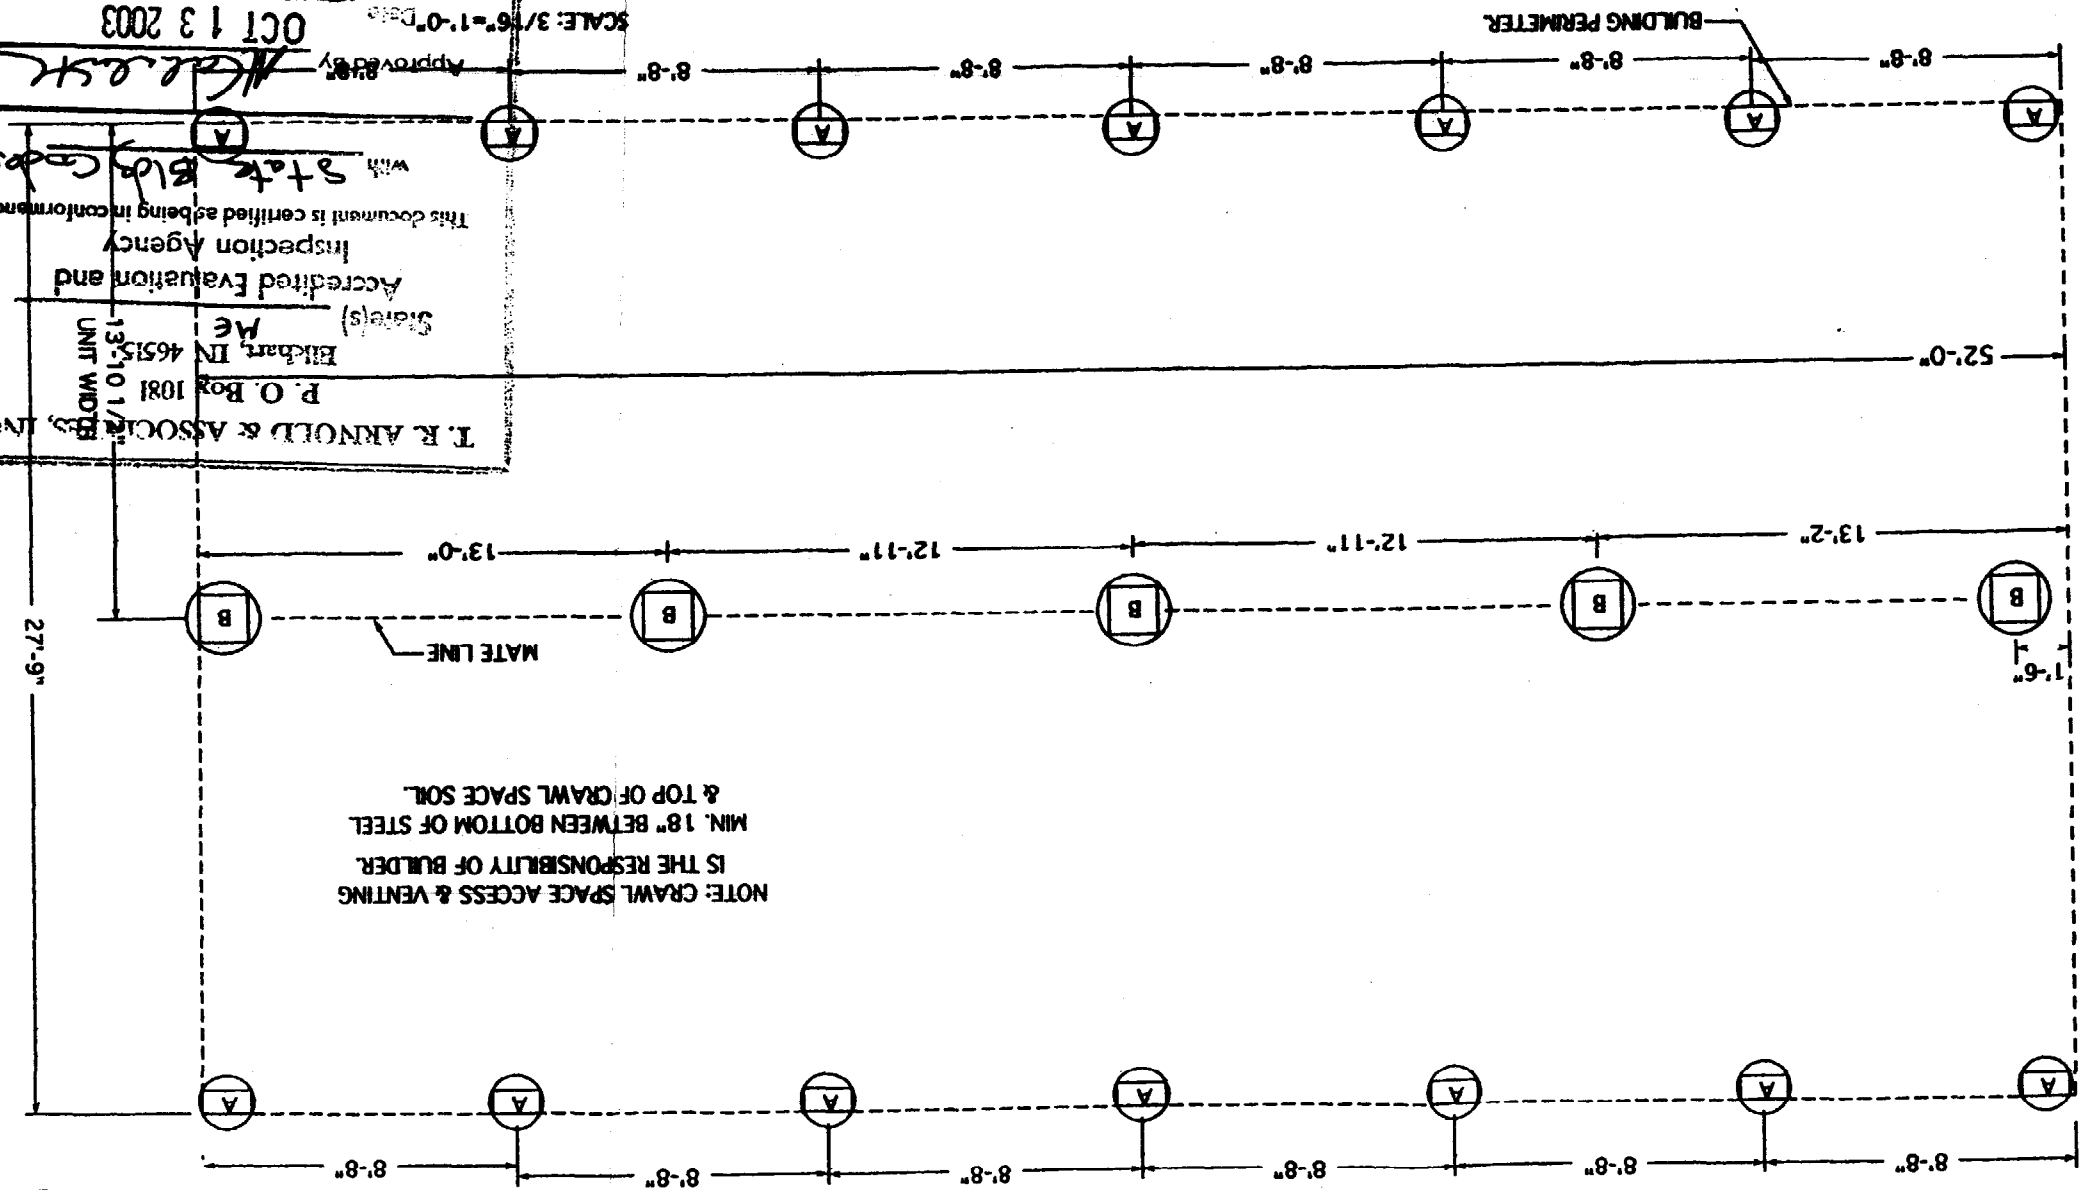 8'-8" 8'-8" 8'-8" 8'-8" 8'-8" 8'-8"
A A A A A A A
NOTE: CRAWL SPACE ACCESS & VENTING
IS THE RESPONSIBILITY OF BUILDER.
MIN. 18" BETWEEN BOTTOM OF STEEL
& TOP OF CRAWL SPACE SOIL.
1'-6"
MATE LINE
27'-9"
B B B B B
13'-2" 12'-11" 12'-11" 13'-0"
52'-0"
13'-10 1/2"
UNIT WIDTH
T. R. ARNOLD & ASSOCIATES, INC
P. O. Box 1081
Elkhart, IN 46515
State(s) ME
Accredited Evaluation and
Inspection Agency
This document is certified as being in conformanc
with State Bldg Codes
A A A A A A A
Approved By
8'-8" 8'-8" 8'-8" 8'-8" 8'-8" 8'-8"
BUILDING PERIMETER
SCALE: 3/16"=1'-0"
Date OCT 1 3 2003